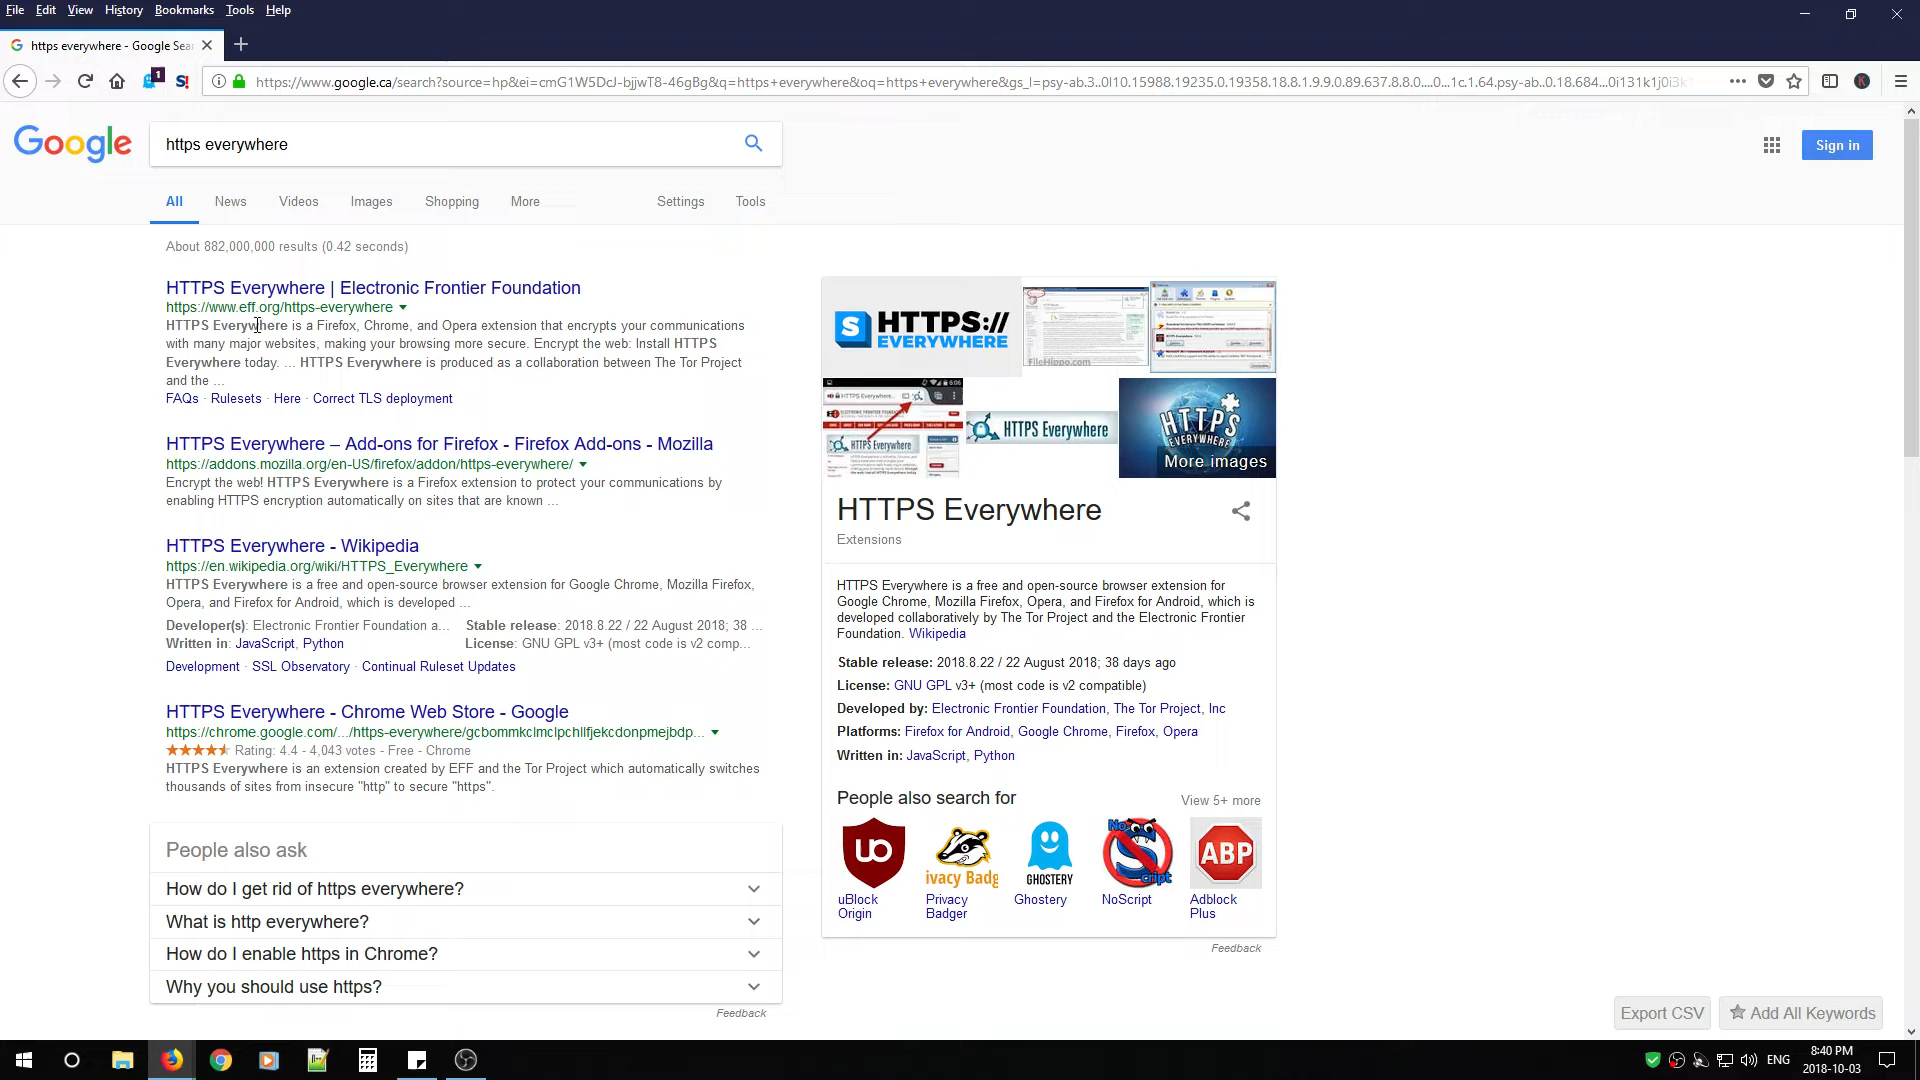 File Edit View History Bookmarks Tools Help
https everywhere - Google Sea
1
S!
https://www.google.ca/search?source=hp&ei=cmG1W5DcJ-bjjwT8-46gBg&q=https+everywhere&oq=https+everywhere&gs_l=psy-ab.3..0l10.15988.19235.0.19358.18.8.1.9.9.0.89.637.8.8.0....0...1c.1.64.psy-ab..0.18.684...0i131k1j0i3k1
K
Google
https everywhere
Sign in
All News Videos Images Shopping More Settings Tools
About 882,000,000 results (0.42 seconds)
HTTPS Everywhere | Electronic Frontier Foundation
https://www.eff.org/https-everywhere
HTTPS Everywhere is a Firefox, Chrome, and Opera extension that encrypts your communications
with many major websites, making your browsing more secure. Encrypt the web: Install HTTPS
Everywhere today. ... HTTPS Everywhere is produced as a collaboration between The Tor Project
and the ...
FAQs · Rulesets · Here · Correct TLS deployment
HTTPS Everywhere – Add-ons for Firefox - Firefox Add-ons - Mozilla
https://addons.mozilla.org/en-US/firefox/addon/https-everywhere/
Encrypt the web! HTTPS Everywhere is a Firefox extension to protect your communications by
enabling HTTPS encryption automatically on sites that are known ...
HTTPS Everywhere - Wikipedia
https://en.wikipedia.org/wiki/HTTPS_Everywhere
HTTPS Everywhere is a free and open-source browser extension for Google Chrome, Mozilla Firefox,
Opera, and Firefox for Android, which is developed ...
Developer(s): Electronic Frontier Foundation a... Stable release: 2018.8.22 / 22 August 2018; 38 ...
Written in: JavaScript, Python License: GNU GPL v3+ (most code is v2 comp...
Development · SSL Observatory · Continual Ruleset Updates
HTTPS Everywhere - Chrome Web Store - Google
https://chrome.google.com/.../https-everywhere/gcbommkclmclpchllfjekcdonpmejbdp...
Rating: 4.4 - 4,043 votes - Free - Chrome
HTTPS Everywhere is an extension created by EFF and the Tor Project which automatically switches
thousands of sites from insecure "http" to secure "https".
People also ask
How do I get rid of https everywhere?
What is http everywhere?
How do I enable https in Chrome?
Why you should use https?
Feedback
S HTTPS://
EVERYWHERE
FileHippo.com
6:06
HTTPS Everywhere...
HTTPS Everywhere
HTTPS Everywhere
HTTPS
EVERYWHERE
More images
HTTPS Everywhere
Extensions
HTTPS Everywhere is a free and open-source browser extension for
Google Chrome, Mozilla Firefox, Opera, and Firefox for Android, which is
developed collaboratively by The Tor Project and the Electronic Frontier
Foundation. Wikipedia
Stable release: 2018.8.22 / 22 August 2018; 38 days ago
License: GNU GPL v3+ (most code is v2 compatible)
Developed by: Electronic Frontier Foundation, The Tor Project, Inc
Platforms: Firefox for Android, Google Chrome, Firefox, Opera
Written in: JavaScript, Python
People also search for View 5+ more
ivacy Badg
GHOSTERY
No
Script
ABP
uBlock
Origin
Privacy
Badger
Ghostery
NoScript
Adblock
Plus
Feedback
Export CSV Add All Keywords
ENG
8:40 PM
2018-10-03